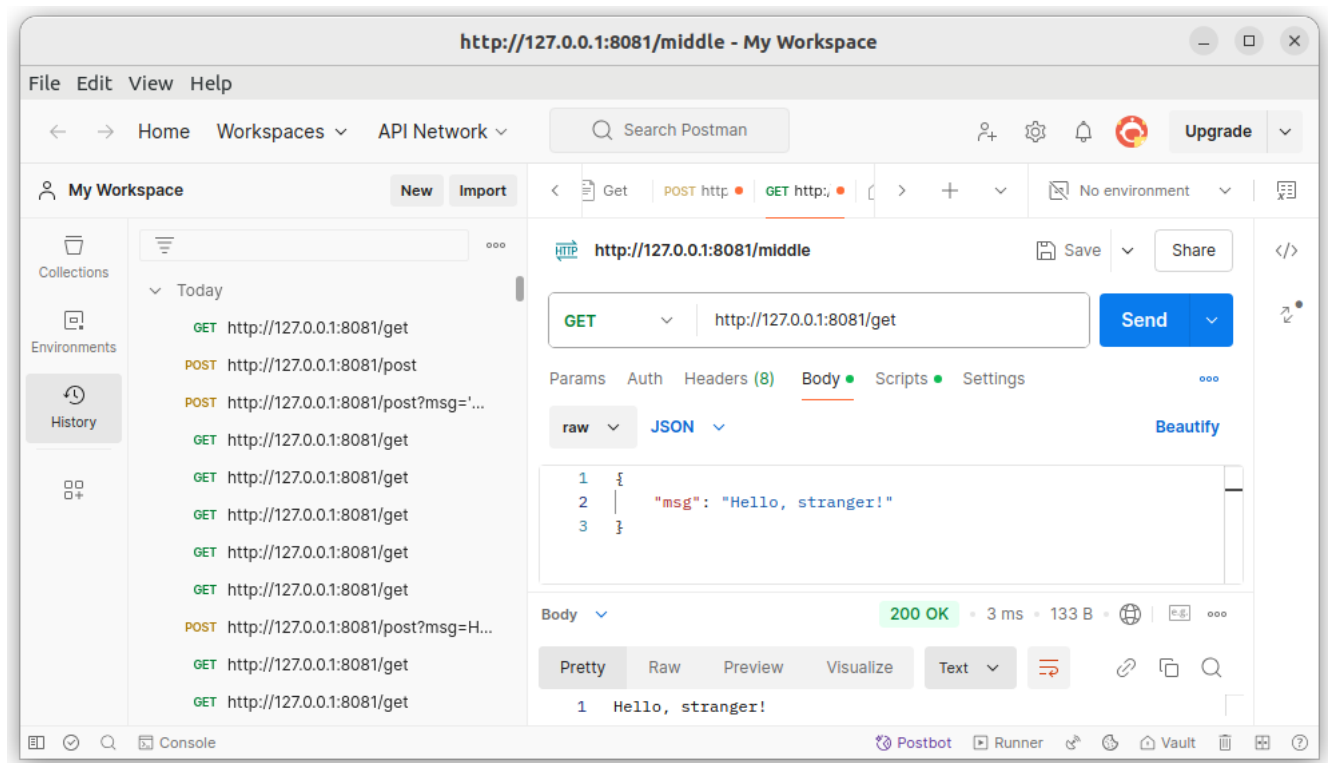 http://127.0.0.1:8081/middle - My Workspace
File Edit View Help
Home Workspaces API Network Search Postman Upgrade
My Workspace New Import
Get POST http GET http:/ No environment
Collections
Environments
History
Today
GET http://127.0.0.1:8081/get
POST http://127.0.0.1:8081/post
POST http://127.0.0.1:8081/post?msg='...
GET http://127.0.0.1:8081/get
GET http://127.0.0.1:8081/get
GET http://127.0.0.1:8081/get
GET http://127.0.0.1:8081/get
GET http://127.0.0.1:8081/get
POST http://127.0.0.1:8081/post?msg=H...
GET http://127.0.0.1:8081/get
GET http://127.0.0.1:8081/get
HTTP http://127.0.0.1:8081/middle Save Share </>
GET http://127.0.0.1:8081/get Send
Params Auth Headers (8) Body Scripts Settings
raw JSON Beautify
1 {
2 "msg": "Hello, stranger!"
3 }
Body 200 OK 3 ms 133 B e.g.
Pretty Raw Preview Visualize Text
1 Hello, stranger!
Console Postbot Runner Vault